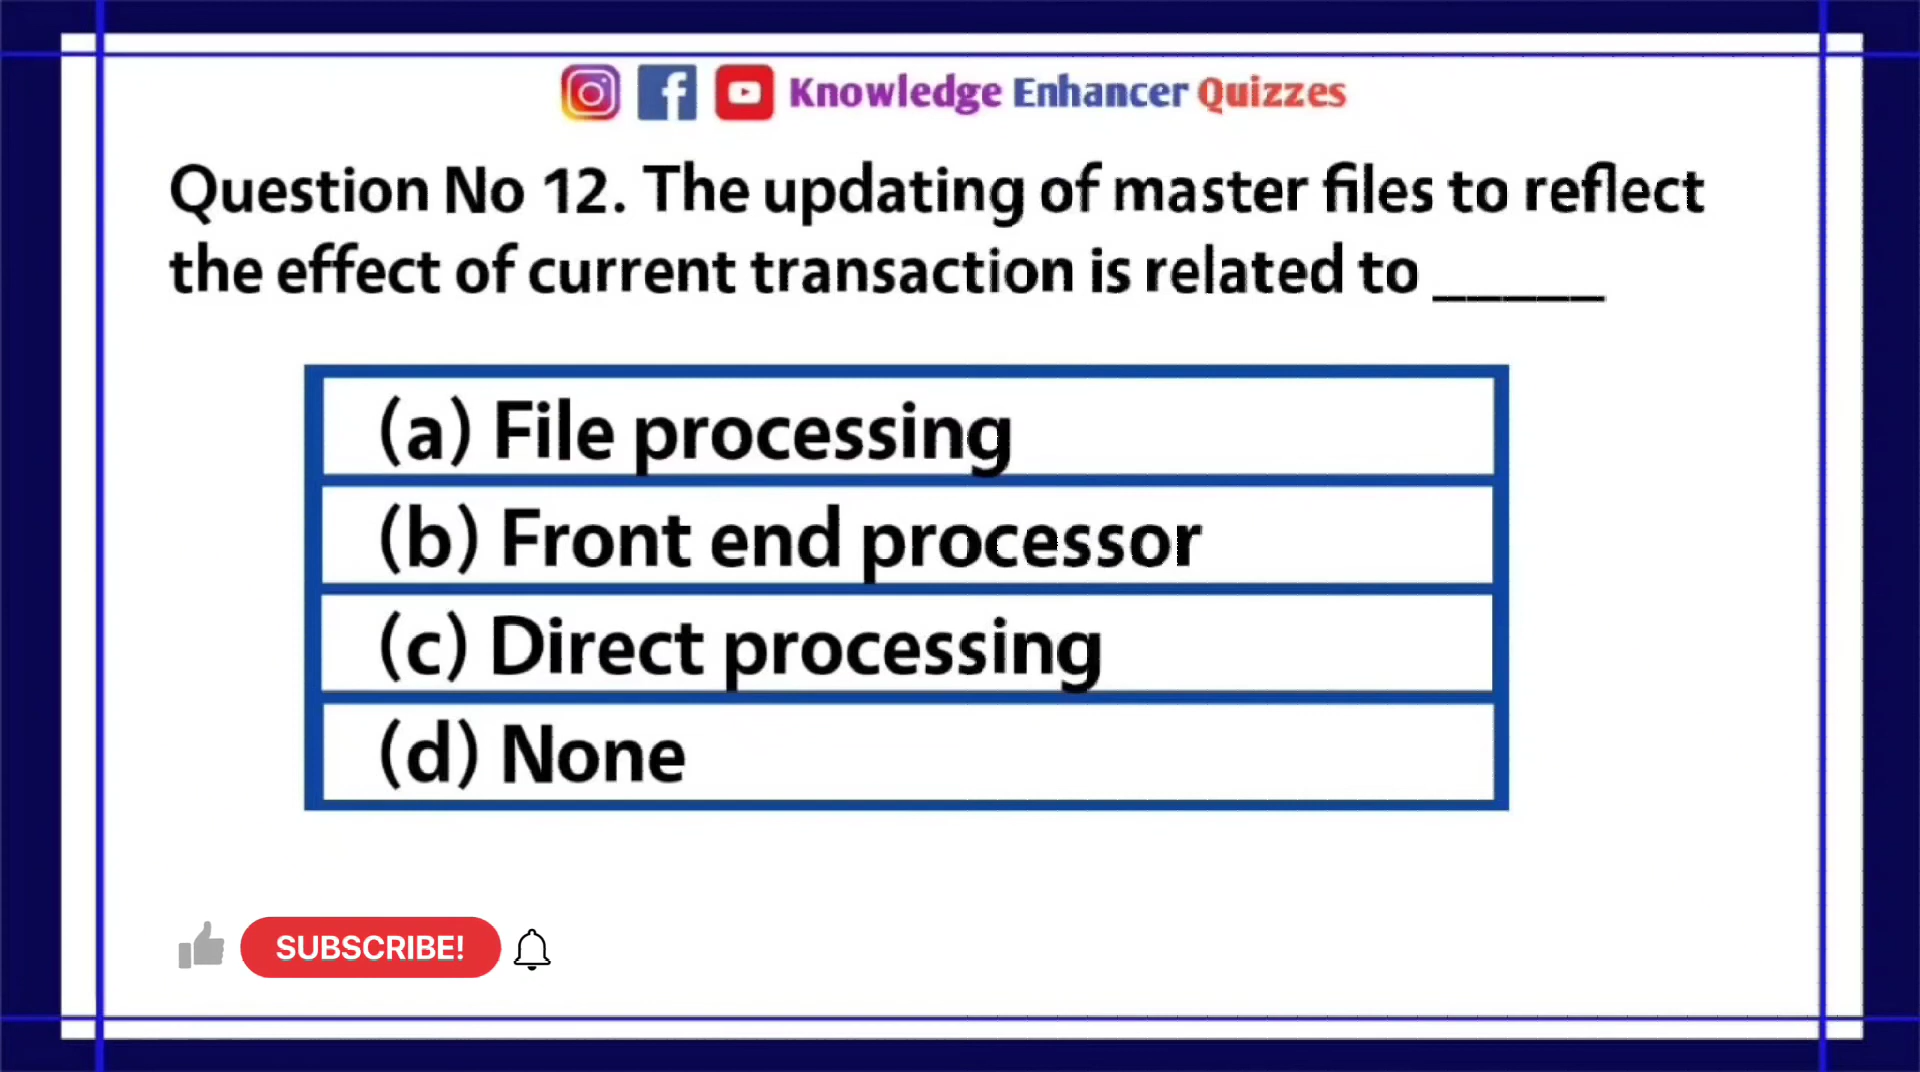 Knowledge Enhancer Quizzes
Question No 12. The updating of master files to reflect
the effect of current transaction is related to _____
(a) File processing
(b) Front end processor
(c) Direct processing
(d) None
SUBSCRIBE!